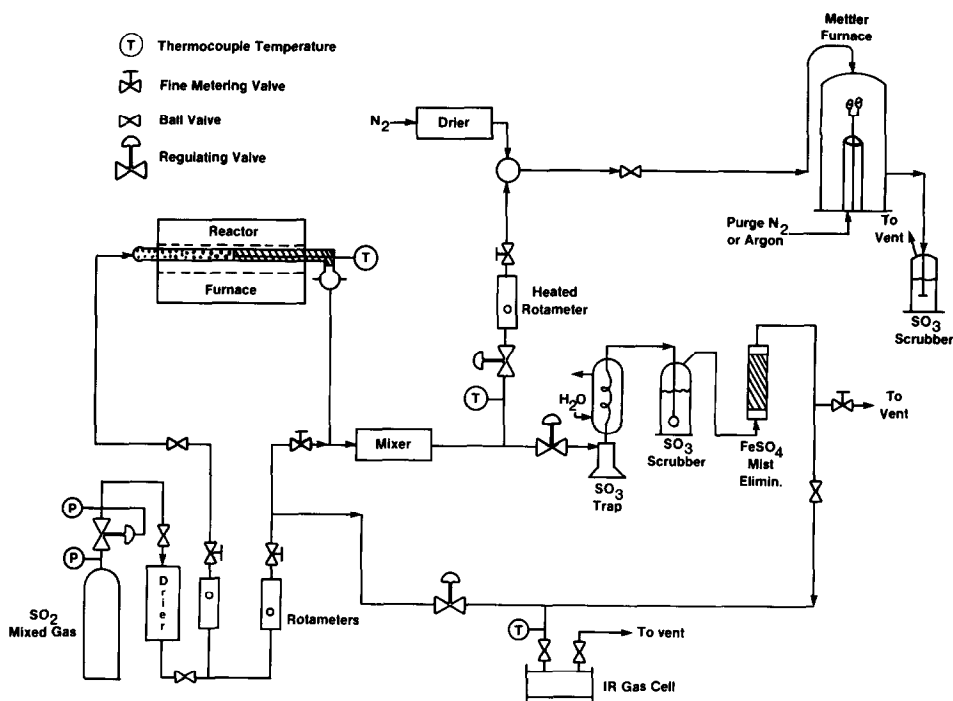 Mettler
Furnace
T
Thermocouple Temperature
Fine Metering Valve
Ball Valve
Regulating Valve
N2
Drier
θθ
Purge N2
or Argon
To
Vent
SO3
Scrubber
Reactor
T
Furnace
Heated
Rotameter
T
H2O
Mixer
SO3
Scrubber
SO3
Trap
FeSO4
Mist
Elimin.
To
Vent
P
P
SO2
Mixed Gas
Drier
Rotameters
T
To vent
IR Gas Cell